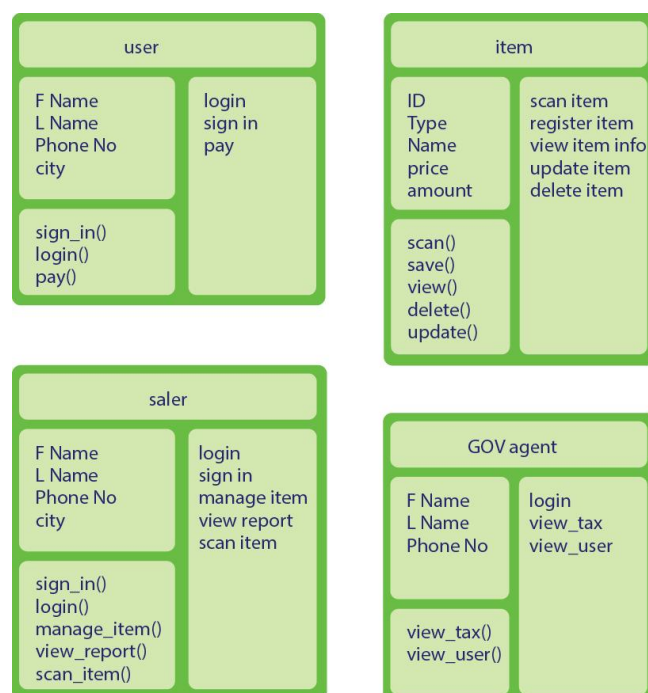 user
F Name
L Name
Phone No
city
login
sign in
pay
sign_in()
login()
pay()
item
ID
Type
Name
price
amount
scan item
register item
view item info
update item
delete item
scan()
save()
view()
delete()
update()
saler
F Name
L Name
Phone No
city
login
sign in
manage item
view report
scan item
sign_in()
login()
manage_item()
view_report()
scan_item()
GOV agent
F Name
L Name
Phone No
login
view_tax
view_user
view_tax()
view_user()